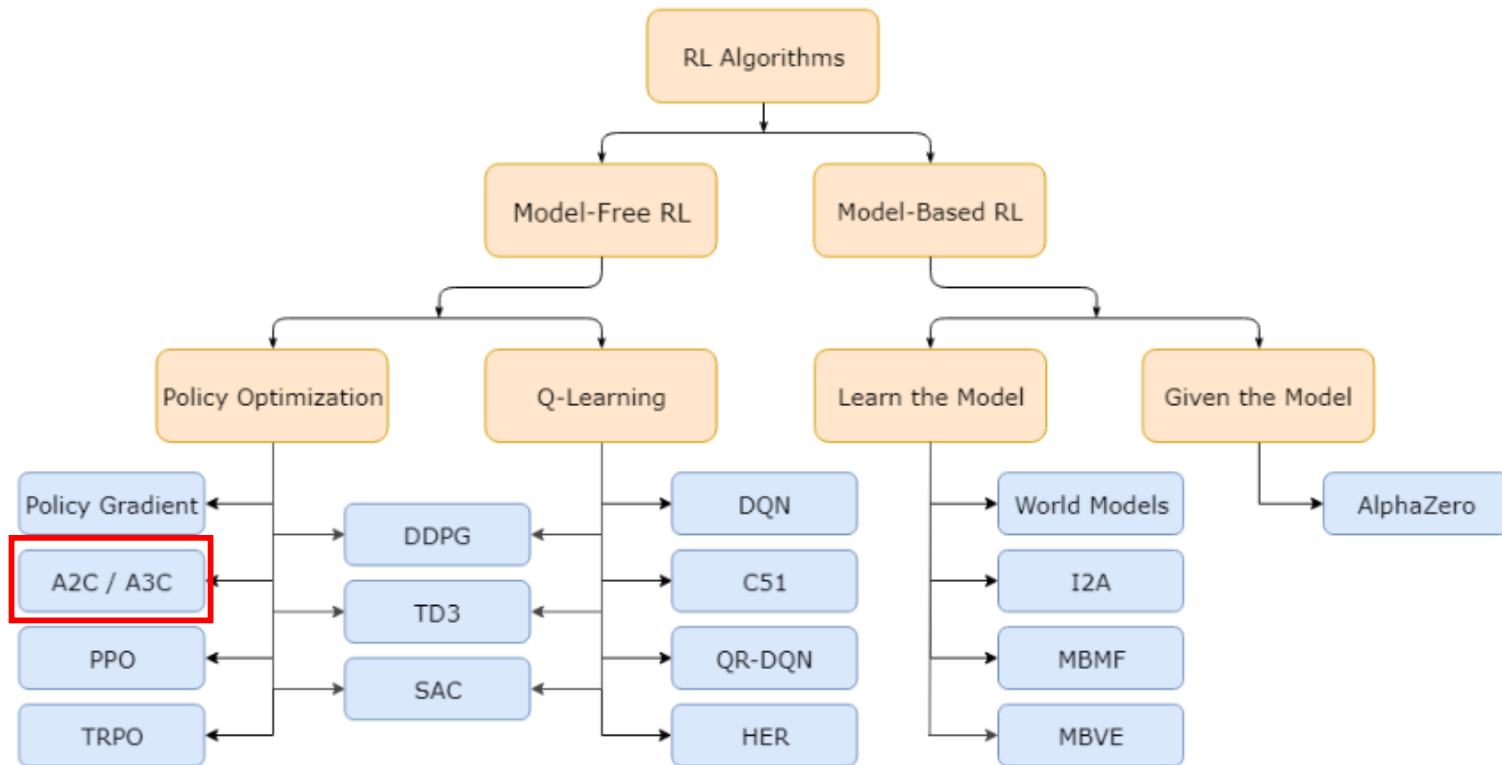 RL Algorithms
Model-Free RL
Model-Based RL
Policy Optimization
Q-Learning
Learn the Model
Given the Model
Policy Gradient
DQN
World Models
AlphaZero
DDPG
A2C / A3C
C51
I2A
TD3
PPO
QR-DQN
MBMF
SAC
TRPO
HER
MBVE